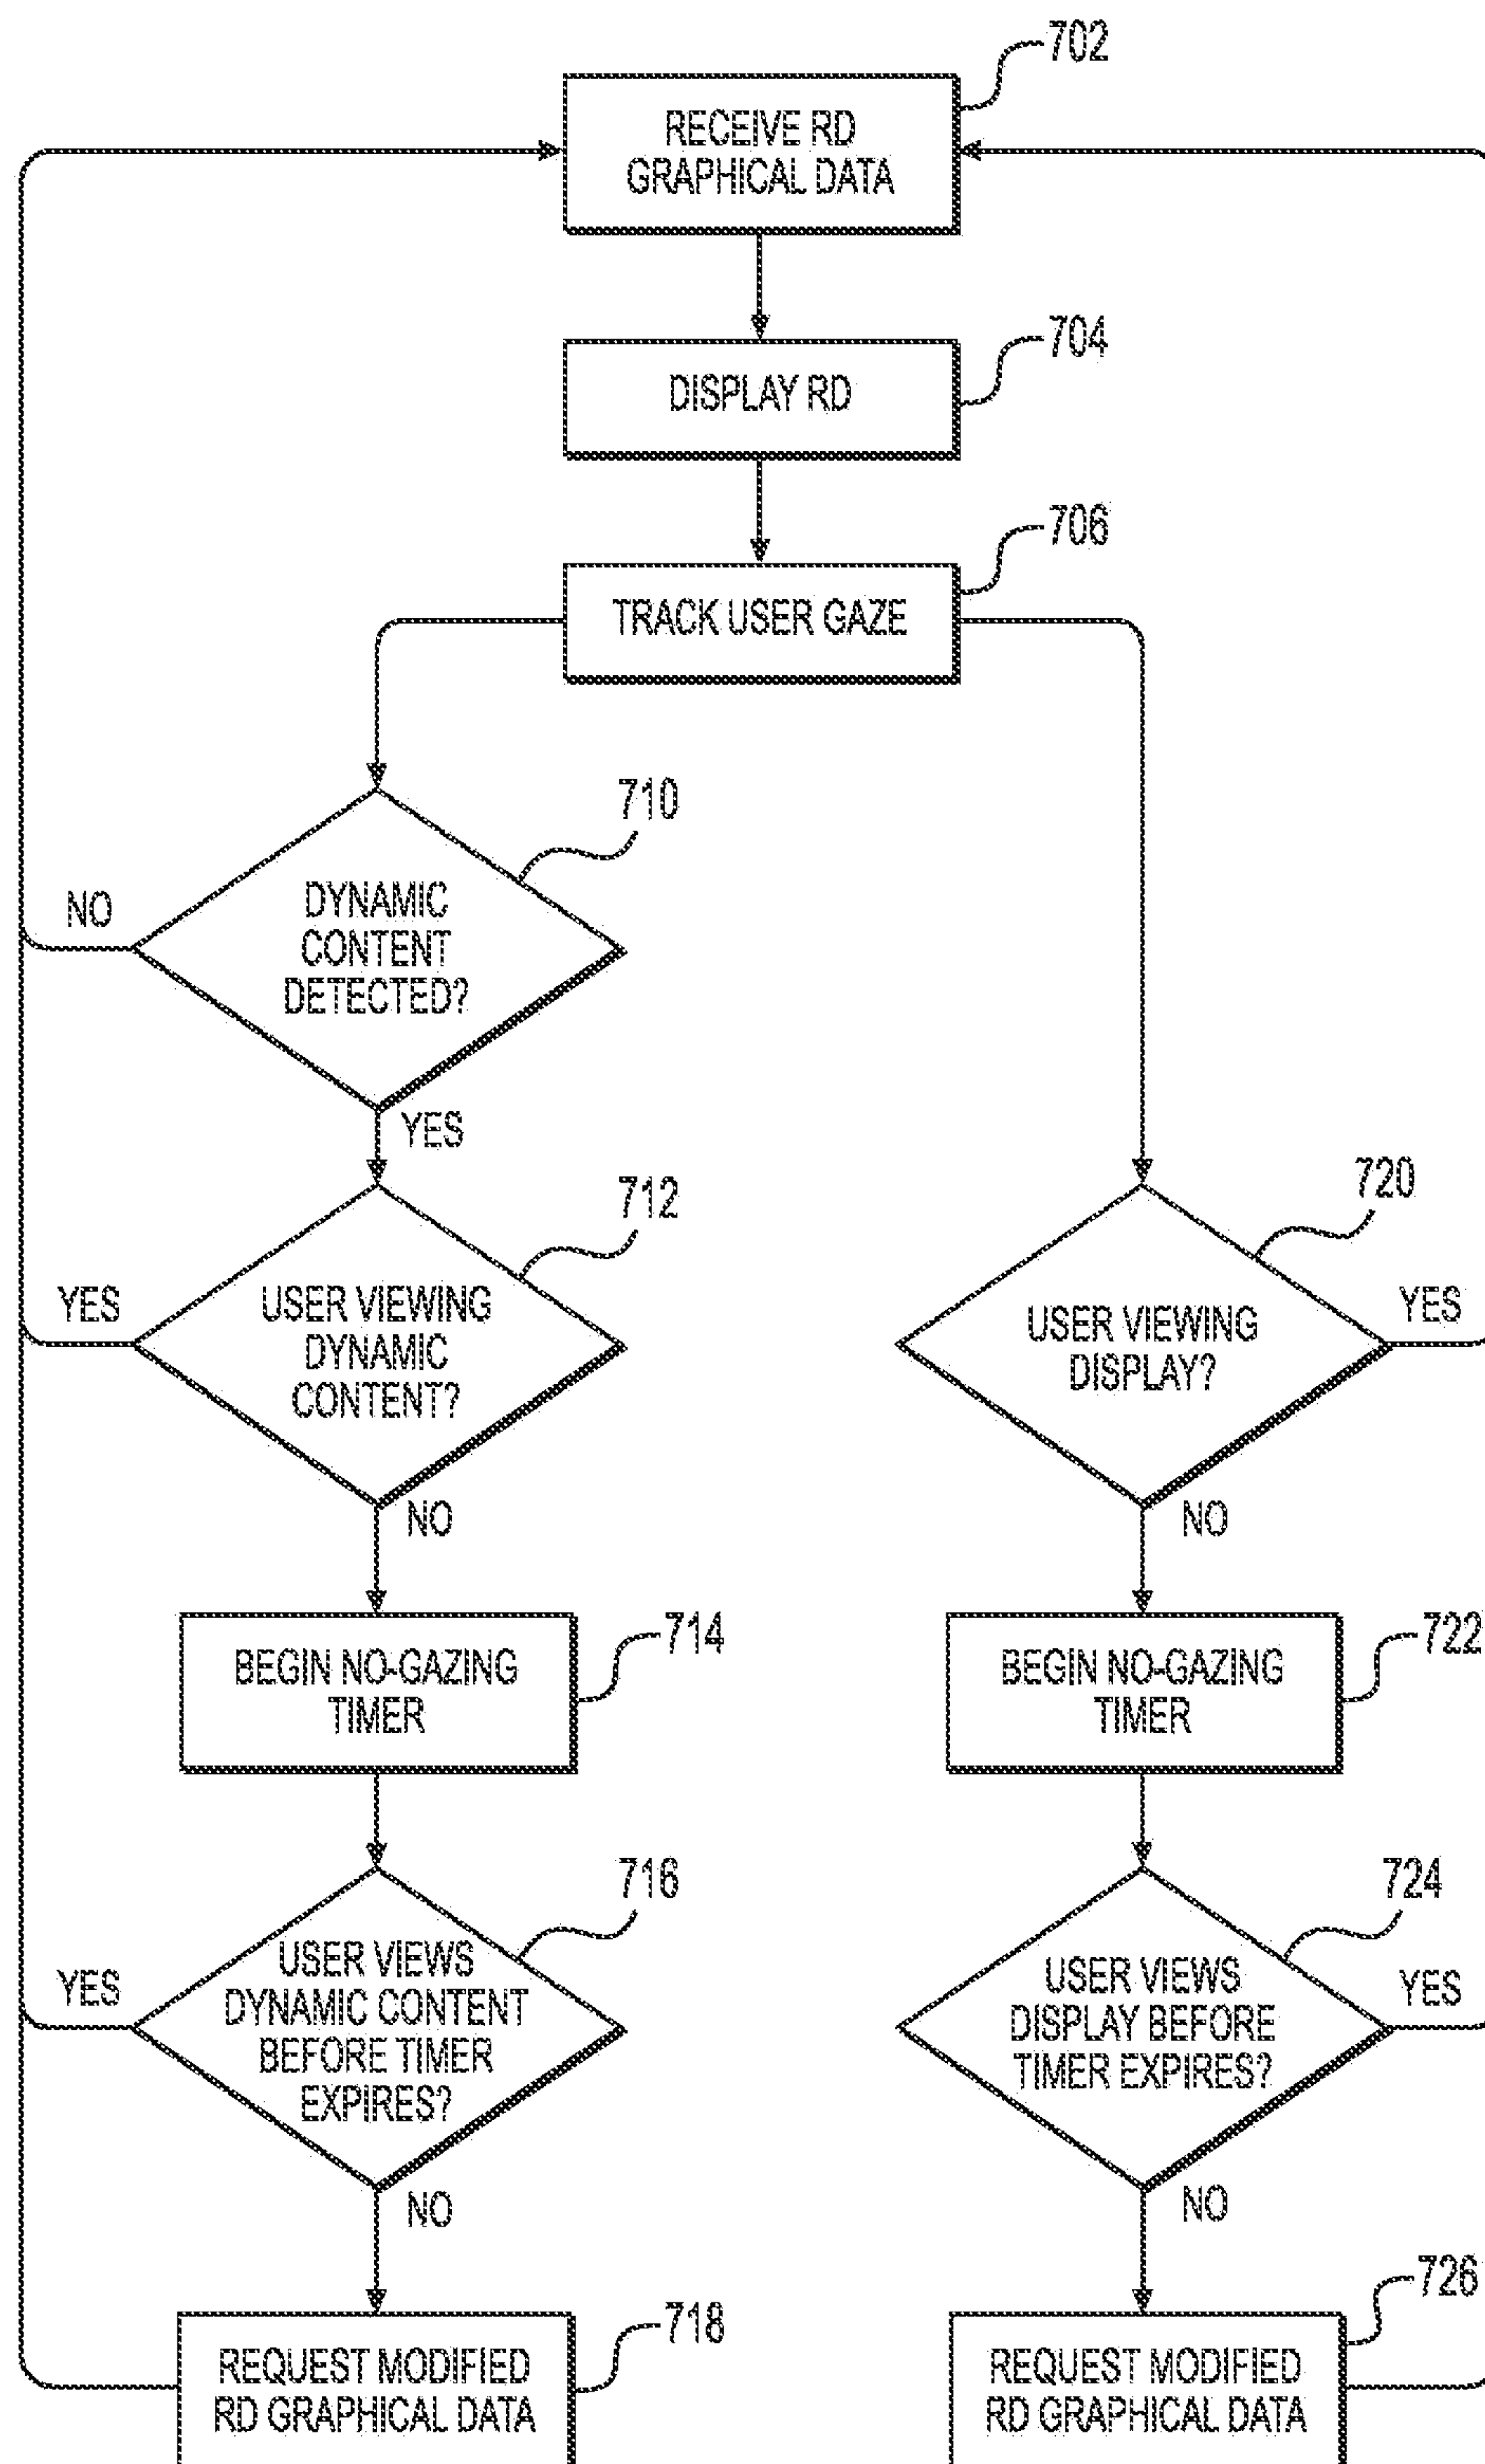 702
RECEIVE RD
GRAPHICAL DATA
704
DISPLAY RD
706
TRACK USER GAZE
710
NO
DYNAMIC
CONTENT
DETECTED?
YES
712
YES
USER VIEWING
DYNAMIC
CONTENT?
NO
714
BEGIN NO-GAZING
TIMER
716
YES
USER VIEWS
DYNAMIC CONTENT
BEFORE TIMER
EXPIRES?
NO
718
REQUEST MODIFIED
RD GRAPHICAL DATA
720
USER VIEWING
DISPLAY?
YES
NO
722
BEGIN NO-GAZING
TIMER
724
USER VIEWS
DISPLAY BEFORE
TIMER EXPIRES?
YES
NO
726
REQUEST MODIFIED
RD GRAPHICAL DATA